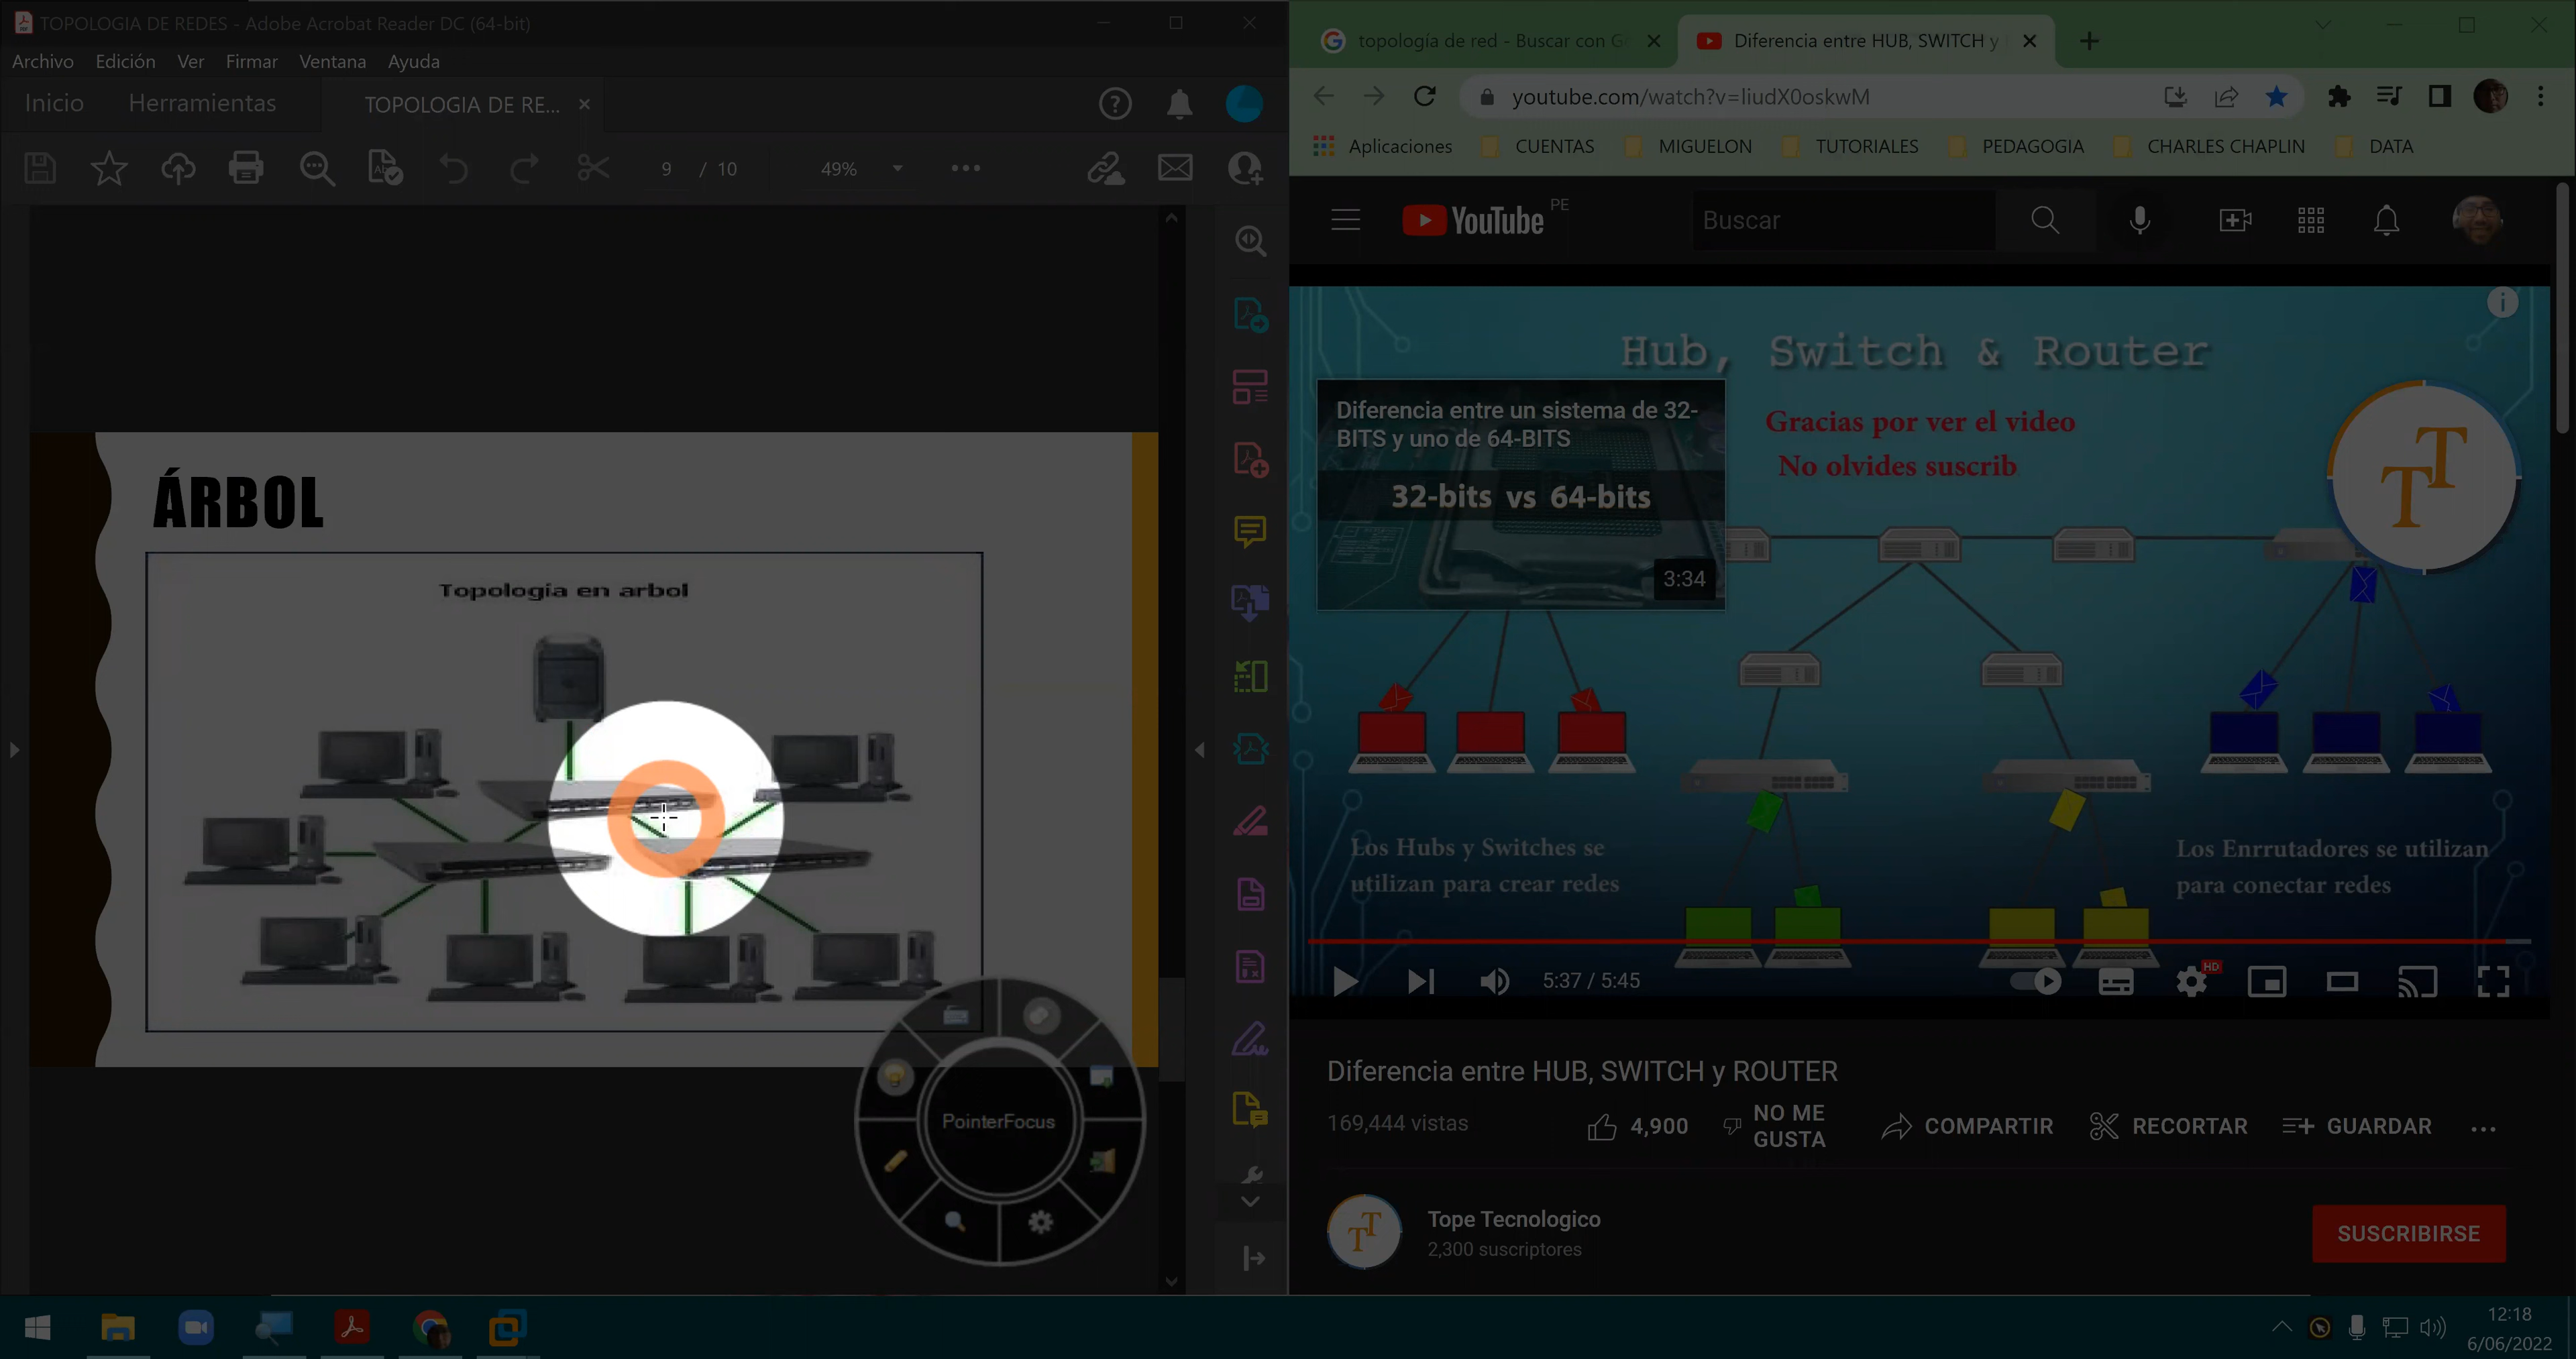 TOPOLOGIA DE REDES - Adobe Acrobat Reader DC (64-bit)
Archivo Edición Ver Firmar Ventana Ayuda
Inicio Herramientas TOPOLOGIA DE RE...
9 / 10 49%
ÁRBOL
Topologia en arbol
PointerFocus
topología de red - Buscar con G
Diferencia entre HUB, SWITCH y
youtube.com/watch?v=liudX0oskwM
Aplicaciones CUENTAS MIGUELON TUTORIALES PEDAGOGIA CHARLES CHAPLIN DATA
YouTube PE
Buscar
Hub, Switch & Router
Diferencia entre un sistema de 32-
BITS y uno de 64-BITS
32-bits vs 64-bits
3:34
Gracias por ver el video
No olvides suscrib
TT
Los Hubs y Switches se
utilizan para crear redes
Los Enrrutadores se utilizan
para conectar redes
5:37 / 5:45
HD
Diferencia entre HUB, SWITCH y ROUTER
169,444 vistas
4,900
NO ME
GUSTA
COMPARTIR
RECORTAR
GUARDAR
TT
Tope Tecnologico
2,300 suscriptores
SUSCRIBIRSE
12:18
6/06/2022